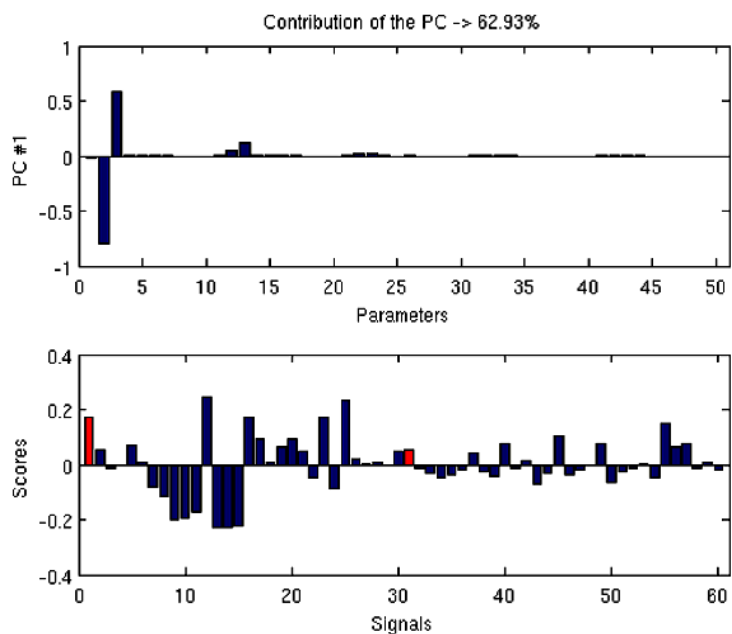 Contribution of the PC -> 62.93%
1
0.5
0
-0.5
-1
PC #1
0 5 10 15 20 25 30 35 40 45 50
Parameters
0.4
0.2
0
-0.2
-0.4
Scores
0 10 20 30 40 50 60
Signals